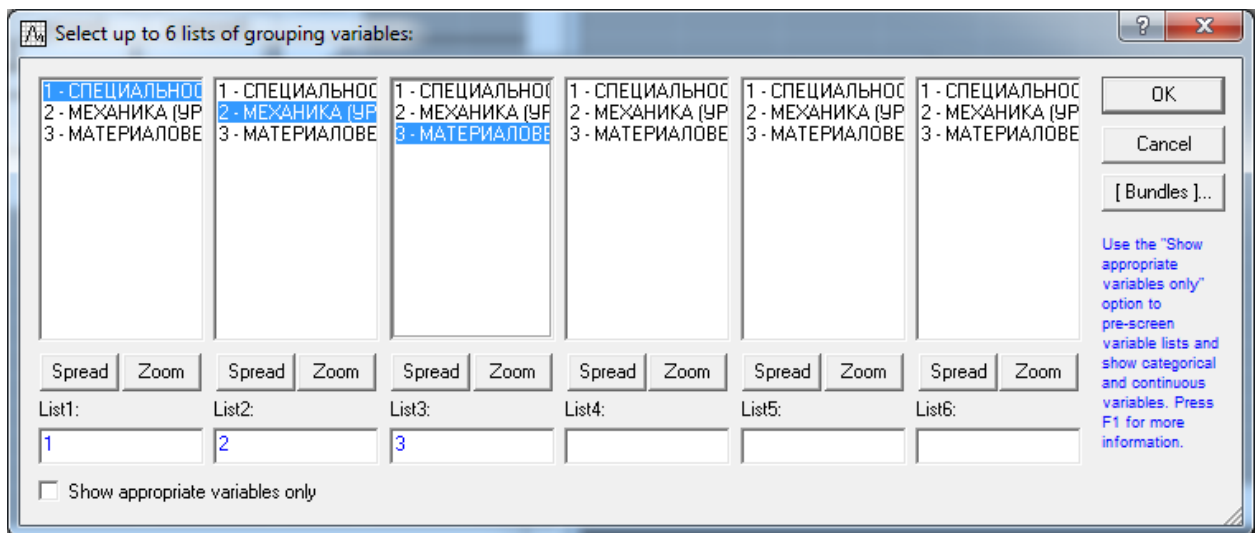 Select up to 6 lists of grouping variables:
1 - СПЕЦИАЛЬНОС
2 - МЕХАНИКА (УР
3 - МАТЕРИАЛОВЕ
1 - СПЕЦИАЛЬНОС
2 - МЕХАНИКА (УР
3 - МАТЕРИАЛОВЕ
1 - СПЕЦИАЛЬНОС
2 - МЕХАНИКА (УР
3 - МАТЕРИАЛОВЕ
1 - СПЕЦИАЛЬНОС
2 - МЕХАНИКА (УР
3 - МАТЕРИАЛОВЕ
1 - СПЕЦИАЛЬНОС
2 - МЕХАНИКА (УР
3 - МАТЕРИАЛОВЕ
1 - СПЕЦИАЛЬНОС
2 - МЕХАНИКА (УР
3 - МАТЕРИАЛОВЕ
OK
Cancel
[ Bundles ]...
Use the "Show
appropriate
variables only"
option to
pre-screen
variable lists and
show categorical
and continuous
variables. Press
F1 for more
information.
Spread Zoom Spread Zoom Spread Zoom Spread Zoom Spread Zoom Spread Zoom
List1: List2: List3: List4: List5: List6:
1 2 3
Show appropriate variables only